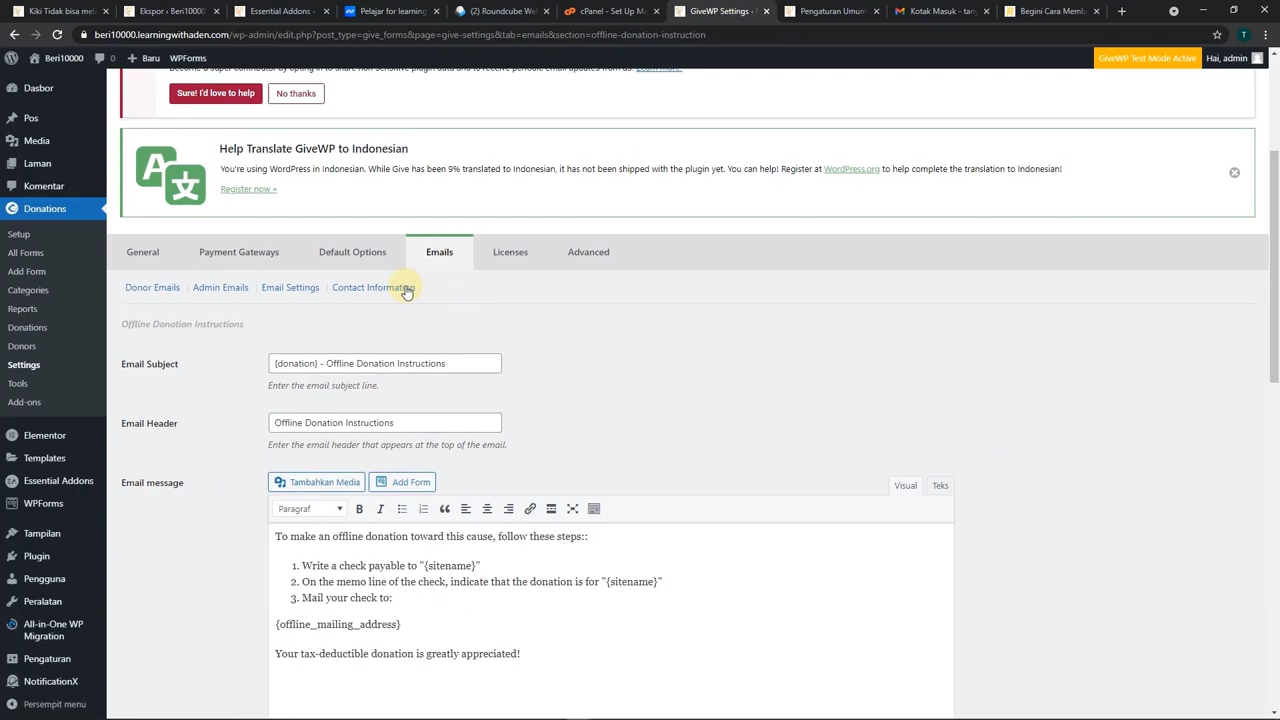 Kiki Tidak bisa mela
Ekspor ‹ Beri10000
Essential Addons ‹
Pelajar for learning
(2) Roundcube Web
cPanel - Set Up M
GiveWP Settings ‹
Pengaturan Umum
Kotak Masuk - tang
Begini Cara Memba
beri10000.learningwithaden.com/wp-admin/edit.php?post_type=give_forms&page=give-settings&tab=emails&section=offline-donation-instruction
T
Beri10000
Baru
WPForms
GiveWP Test Mode Active
Hai, admin
Dasbor
Pos
Media
Laman
Komentar
Donations
Setup
All Forms
Add Form
Categories
Reports
Donations
Donors
Settings
Tools
Add-ons
Elementor
Templates
Essential Addons
WPForms
Tampilan
Plugin
Pengguna
Peralatan
All-in-One WP
Migration
Pengaturan
NotificationX
Persempit menu
Sure! I'd love to help
No thanks
Help Translate GiveWP to Indonesian
You're using WordPress in Indonesian. While Give has been 9% translated to Indonesian, it has not been shipped with the plugin yet. You can help! Register at WordPress.org to help complete the translation to Indonesian!
Register now »
General
Payment Gateways
Default Options
Emails
Licenses
Advanced
Donor Emails
Admin Emails
Email Settings
Contact Information
Offline Donation Instructions
Email Subject
{donation} - Offline Donation Instructions
Enter the email subject line.
Email Header
Offline Donation Instructions
Enter the email header that appears at the top of the email.
Email message
Tambahkan Media
Add Form
Visual
Teks
Paragraf
To make an offline donation toward this cause, follow these steps::
1. Write a check payable to "{sitename}"
2. On the memo line of the check, indicate that the donation is for "{sitename}"
3. Mail your check to:
{offline_mailing_address}
Your tax-deductible donation is greatly appreciated!